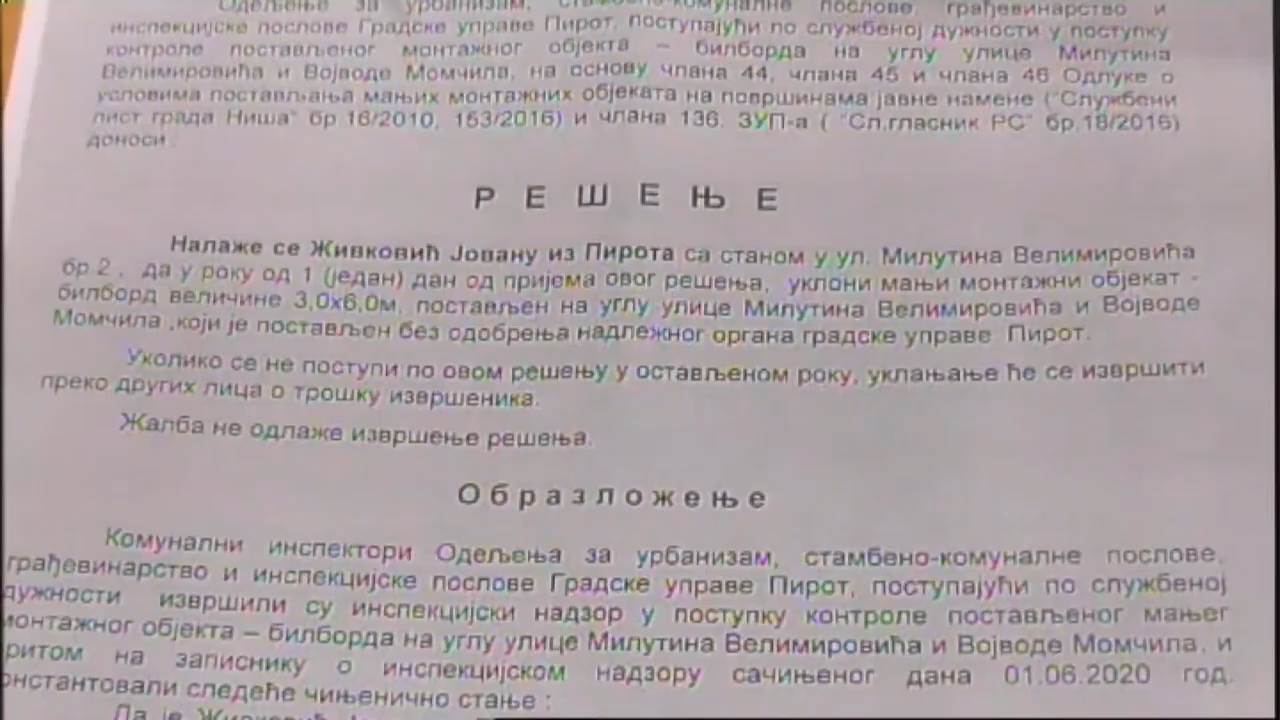 Одељење за урбанизам, стамбено-комуналне послове, грађевинарство и
инспекцијске послове Градске управе Пирот, поступајући по службеној дужности у поступку
контроле постављеног монтажног објекта – билборда на углу улице Милутина
Велимировића и Војводе Момчила, на основу члана 44, члана 45 и члана 46 Одлуке о
условима постављања мањих монтажних објеката на површинама јавне намене ("Службени
лист града Ниша" бр.16/2010, 153/2016) и члана 136. ЗУП-а ( "Сл.гласник РС" бр.18/2016)
доноси :
Р Е Ш Е Њ Е
Налаже се Живковић Јовану из Пирота са станом у ул. Милутина Велимировића
бр.2 , да у року од 1 (један) дан од пријема овог решења, уклони мањи монтажни објекат -
билборд величине 3,0х6,0м, постављен на углу улице Милутина Велимировића и Војводе
Момчила ,који је постављен без одобрења надлежног органа градске управе Пирот.
Уколико се не поступи по овом решењу у остављеном року, уклањање ће се извршити
преко других лица о трошку извршеника.
Жалба не одлаже извршење решења.
О б р а з л о ж е њ е
Комунални инспектори Одељења за урбанизам, стамбено-комуналне послове,
грађевинарство и инспекцијске послове Градске управе Пирот, поступајући по службеној
дужности извршили су инспекцијски надзор у поступку контроле постављеног мањег
монтажног објекта – билборда на углу улице Милутина Велимировића и Војводе Момчила, и
притом на записнику о инспекцијском надзору сачињеног дана 01.06.2020 год.
онстантовали следеће чињенично стање :
Да је Живковић